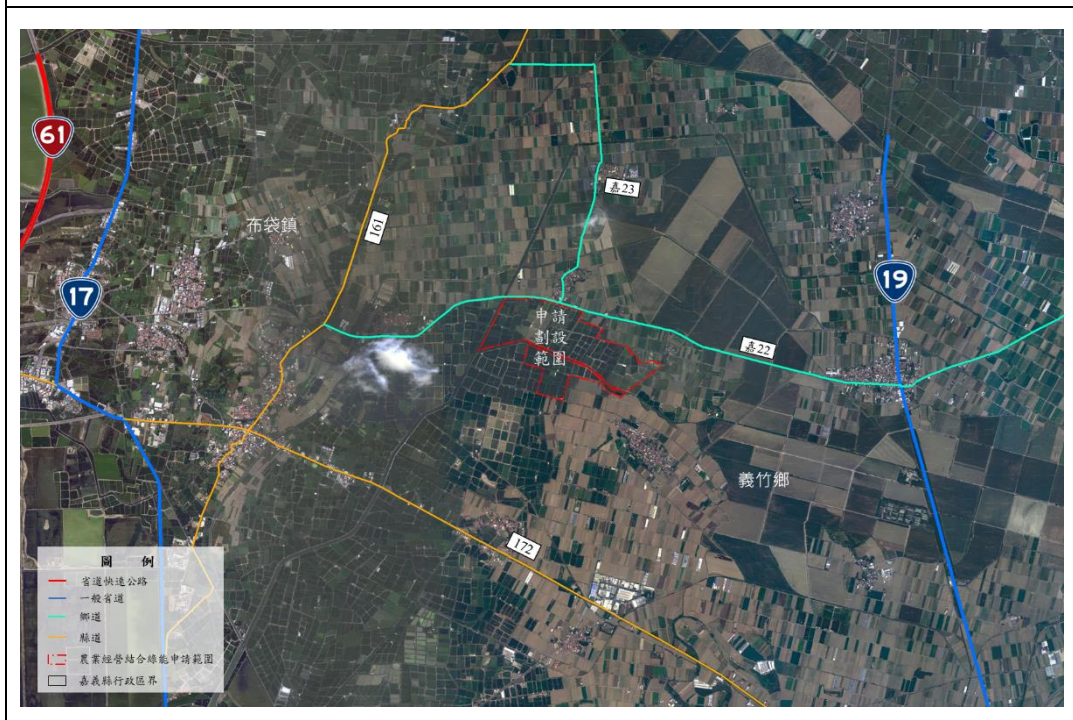 61
嘉23
161
布袋鎮
17
19
申請
劃設
範圍
嘉22
義竹鄉
172
圖 例
省道快速公路
一般省道
鄉道
縣道
農業經營結合綠能申請範圍
嘉義縣行政區界